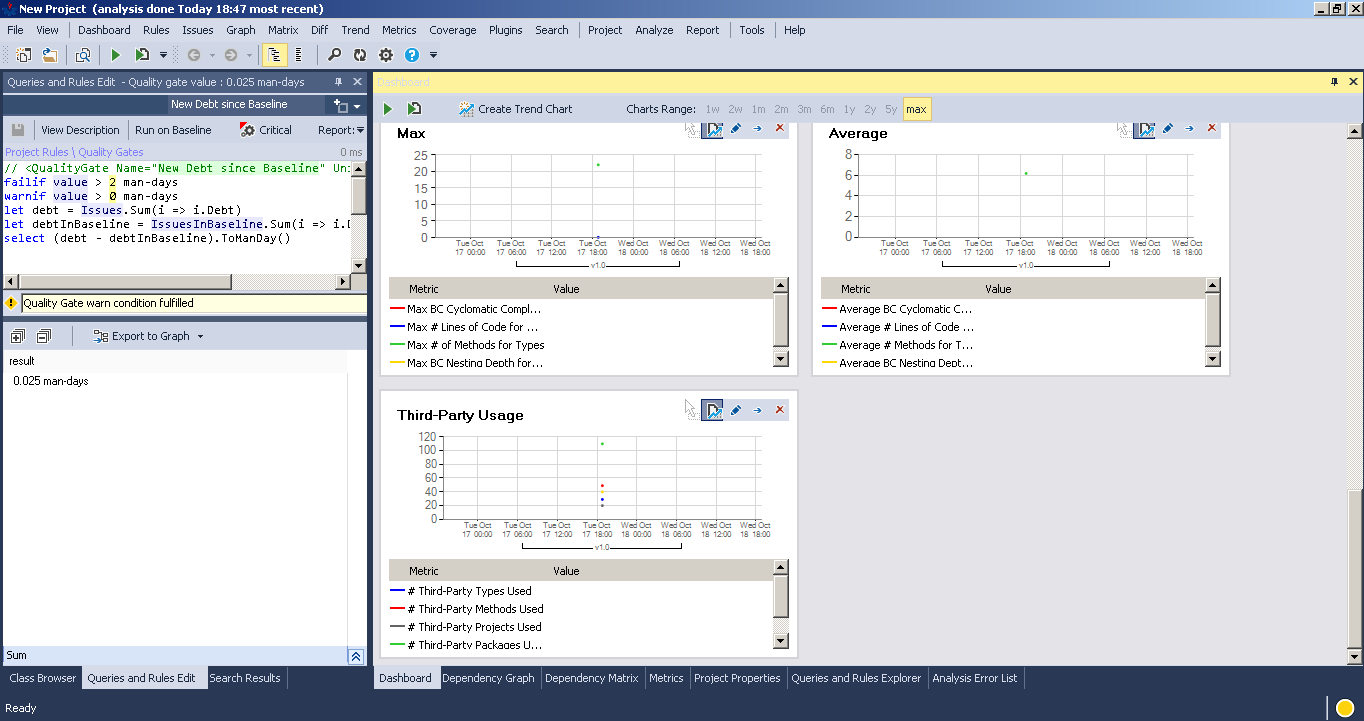 New Project (analysis done Today 18:47 most recent)
File View Dashboard Rules Issues Graph Matrix Diff Trend Metrics Coverage Plugins Search Project Analyze Report Tools Help
Queries and Rules Edit - Quality gate value : 0.025 man-days
New Debt since Baseline
View Description Run on Baseline Critical Report:
Project Rules \ Quality Gates 0 ms
// <QualityGate Name="New Debt since Baseline" Uni
failif value > 2 man-days
warnif value > 0 man-days
let debt = Issues.Sum(i => i.Debt)
let debtInBaseline = IssuesInBaseline.Sum(i => i.D
select (debt - debtInBaseline).ToManDay()
Quality Gate warn condition fulfilled
Export to Graph
result
0.025 man-days
Sum
Class Browser Queries and Rules Edit Search Results
Dashboard
Create Trend Chart Charts Range: 1w 2w 1m 2m 3m 6m 1y 2y 5y max
Max
25
20
15
10
5
0
Tue Oct Tue Oct Tue Oct Tue Oct Wed Oct Wed Oct Wed Oct Wed Oct
17 00:00 17 06:00 17 12:00 17 18:00 18 00:00 18 06:00 18 12:00 18 18:00
v1.0
Metric Value
Max BC Cyclomatic Compl...
Max # Lines of Code for ...
Max # of Methods for Types
Max BC Nesting Depth for...
Average
8
6
4
2
0
Tue Oct Tue Oct Tue Oct Tue Oct Wed Oct Wed Oct Wed Oct Wed Oct
17 00:00 17 06:00 17 12:00 17 18:00 18 00:00 18 06:00 18 12:00 18 18:00
v1.0
Metric Value
Average BC Cyclomatic C...
Average # Lines of Code ...
Average # Methods for T...
Average BC Nesting Dept...
Third-Party Usage
120
100
80
60
40
20
0
Tue Oct Tue Oct Tue Oct Tue Oct Wed Oct Wed Oct Wed Oct Wed Oct
17 00:00 17 06:00 17 12:00 17 18:00 18 00:00 18 06:00 18 12:00 18 18:00
v1.0
Metric Value
# Third-Party Types Used
# Third-Party Methods Used
# Third-Party Projects Used
# Third-Party Packages U...
Dashboard Dependency Graph Dependency Matrix Metrics Project Properties Queries and Rules Explorer Analysis Error List
Ready